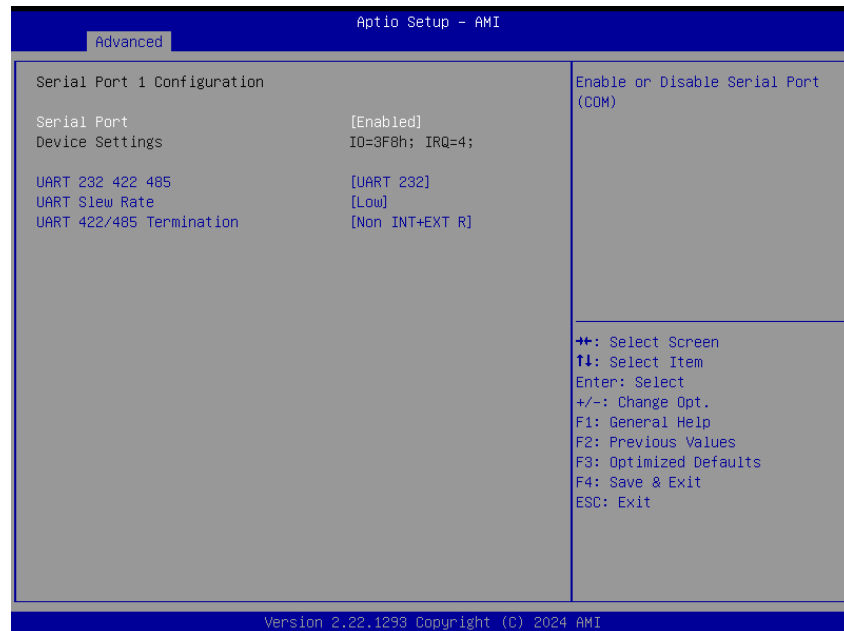 Aptio Setup – AMI
Advanced
Serial Port 1 Configuration
Serial Port [Enabled]
Device Settings IO=3F8h; IRQ=4;
UART 232 422 485 [UART 232]
UART Slew Rate [Low]
UART 422/485 Termination [Non INT+EXT R]
Enable or Disable Serial Port
(COM)
→←: Select Screen
↑↓: Select Item
Enter: Select
+/-: Change Opt.
F1: General Help
F2: Previous Values
F3: Optimized Defaults
F4: Save & Exit
ESC: Exit
Version 2.22.1293 Copyright (C) 2024 AMI